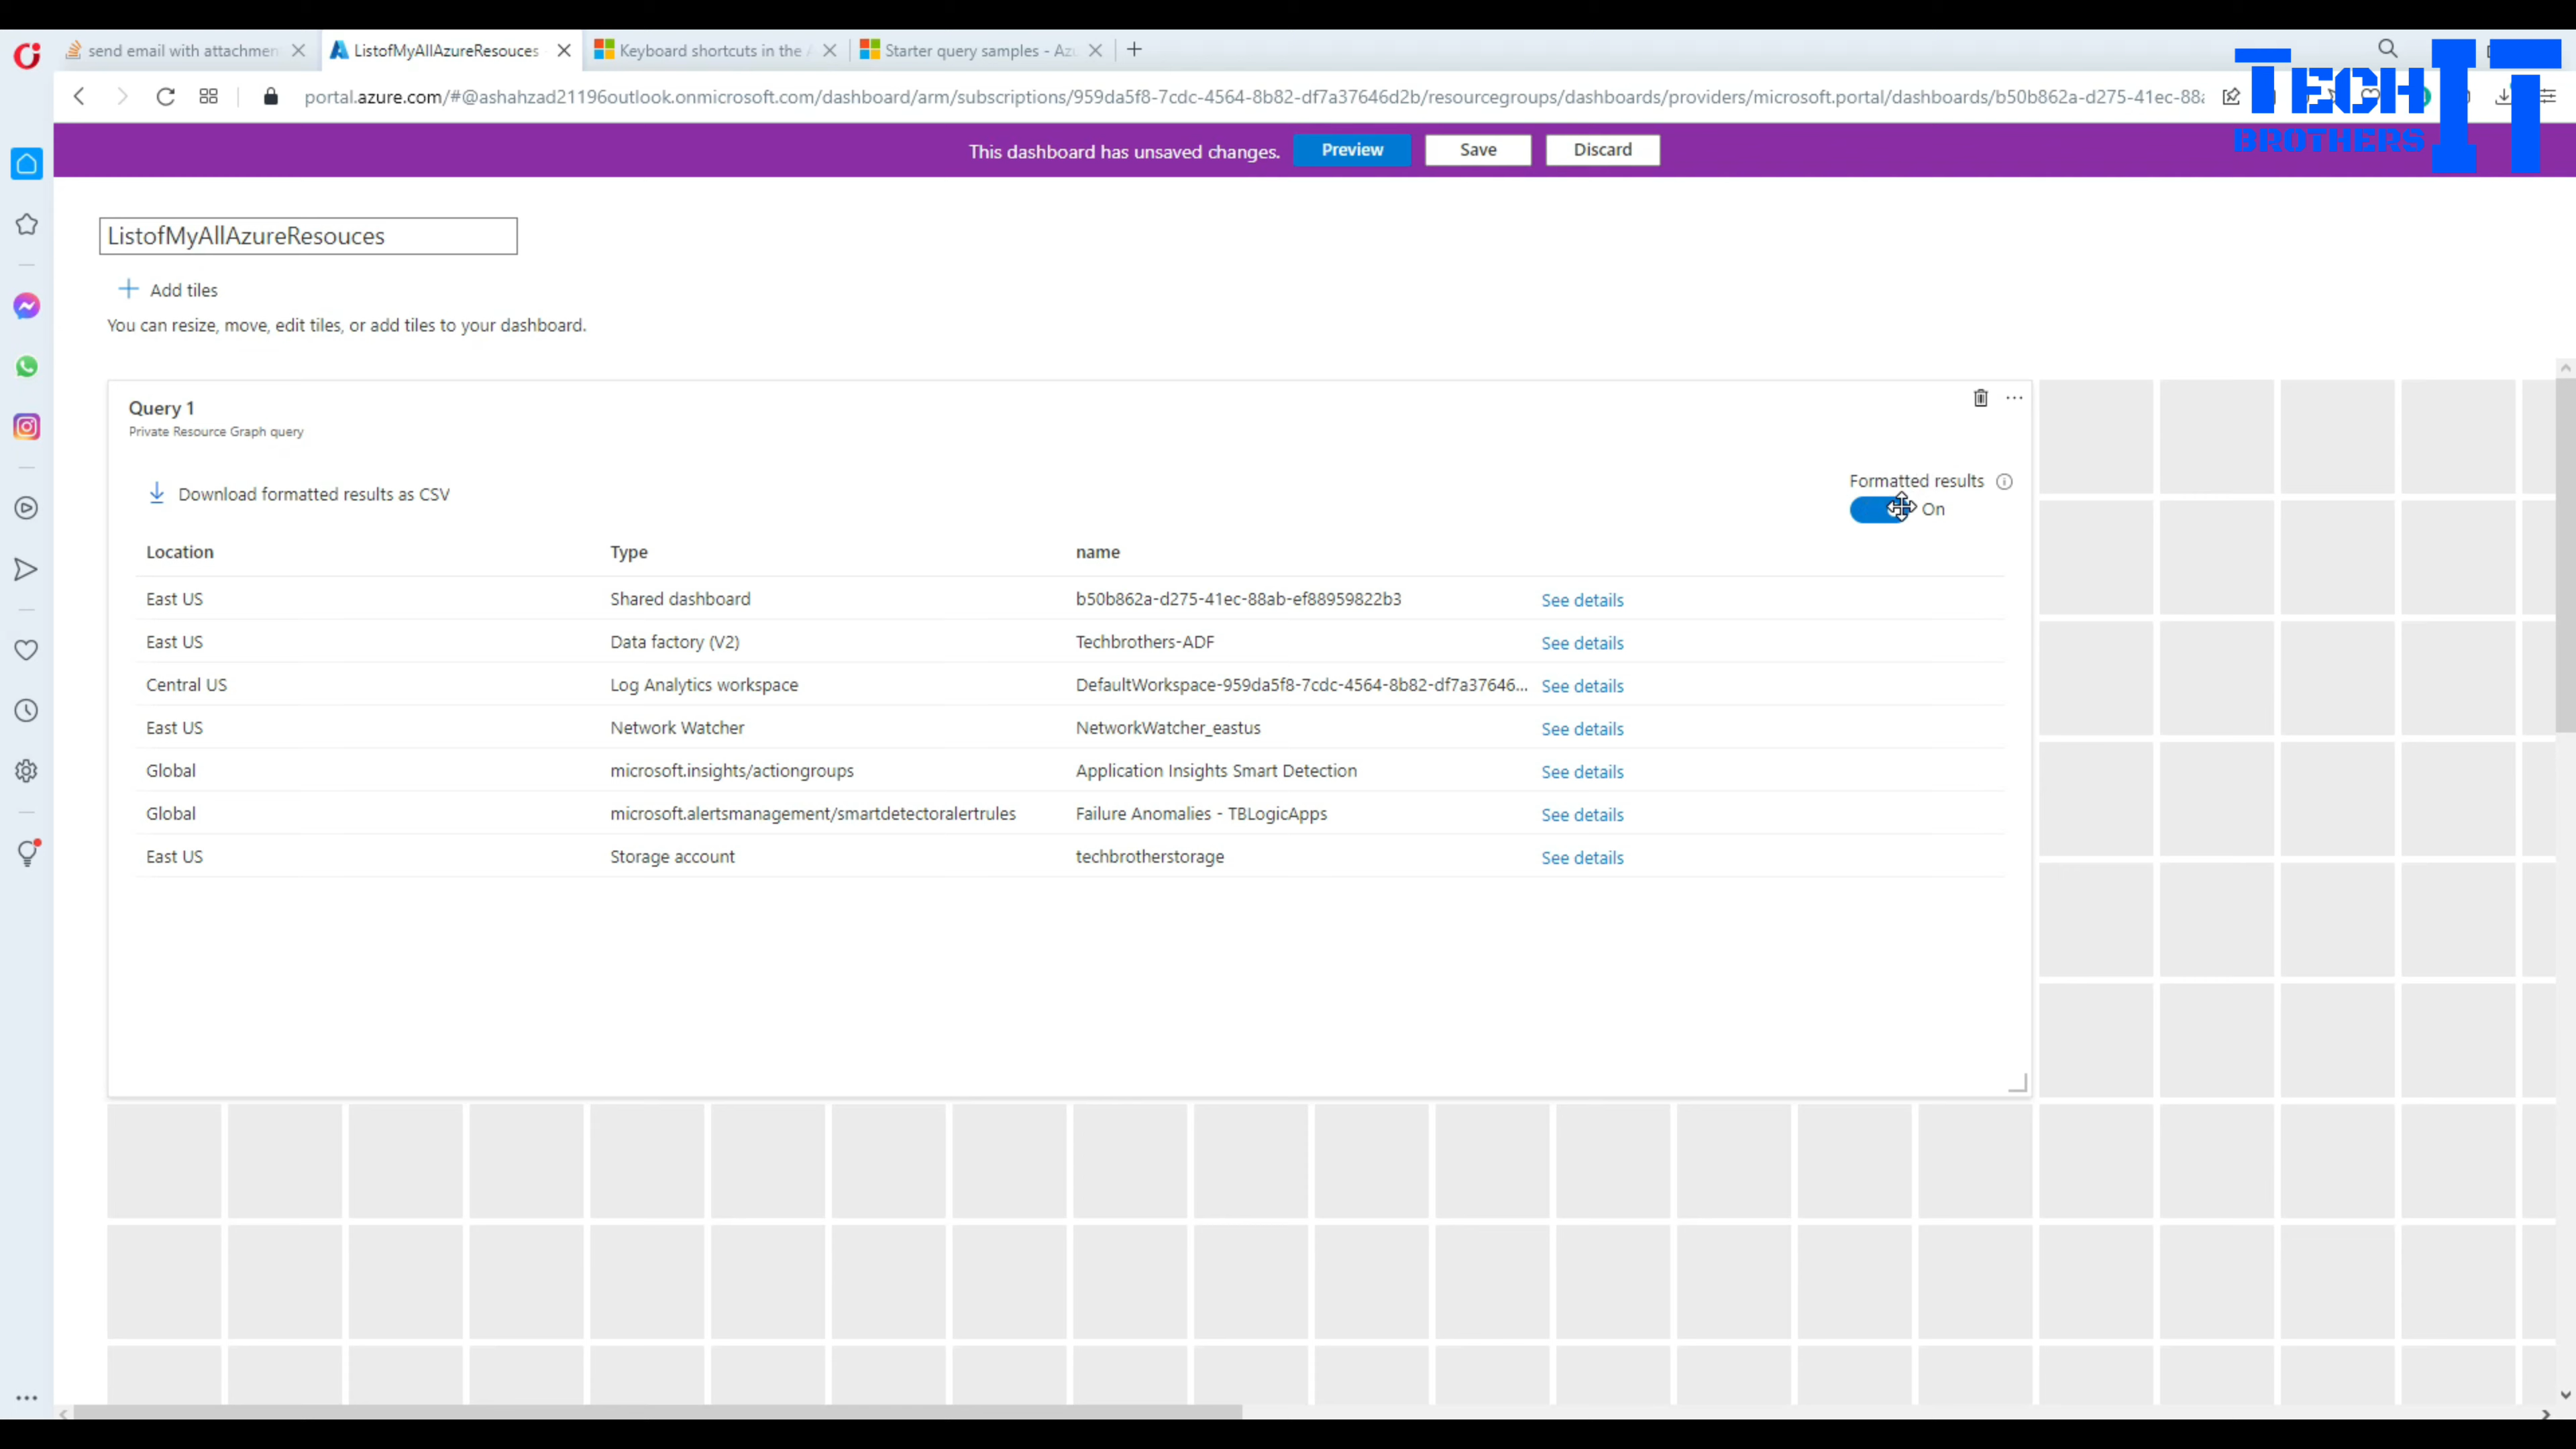 send email with attachmen
ListofMyAllAzureResouces
Keyboard shortcuts in the A
Starter query samples - Azu
portal.azure.com/#@ashahzad21196outlook.onmicrosoft.com/dashboard/arm/subscriptions/959da5f8-7cdc-4564-8b82-df7a37646d2b/resourcegroups/dashboards/providers/microsoft.portal/dashboards/b50b862a-d275-41ec-88a
TECH IT
BROTHERS
This dashboard has unsaved changes. Preview Save Discard
ListofMyAllAzureResouces
Add tiles
You can resize, move, edit tiles, or add tiles to your dashboard.
Query 1
Private Resource Graph query
Download formatted results as CSV
Formatted results
On
Location Type name
East US Shared dashboard b50b862a-d275-41ec-88ab-ef88959822b3 See details
East US Data factory (V2) Techbrothers-ADF See details
Central US Log Analytics workspace DefaultWorkspace-959da5f8-7cdc-4564-8b82-df7a37646... See details
East US Network Watcher NetworkWatcher_eastus See details
Global microsoft.insights/actiongroups Application Insights Smart Detection See details
Global microsoft.alertsmanagement/smartdetectoralertrules Failure Anomalies - TBLogicApps See details
East US Storage account techbrotherstorage See details